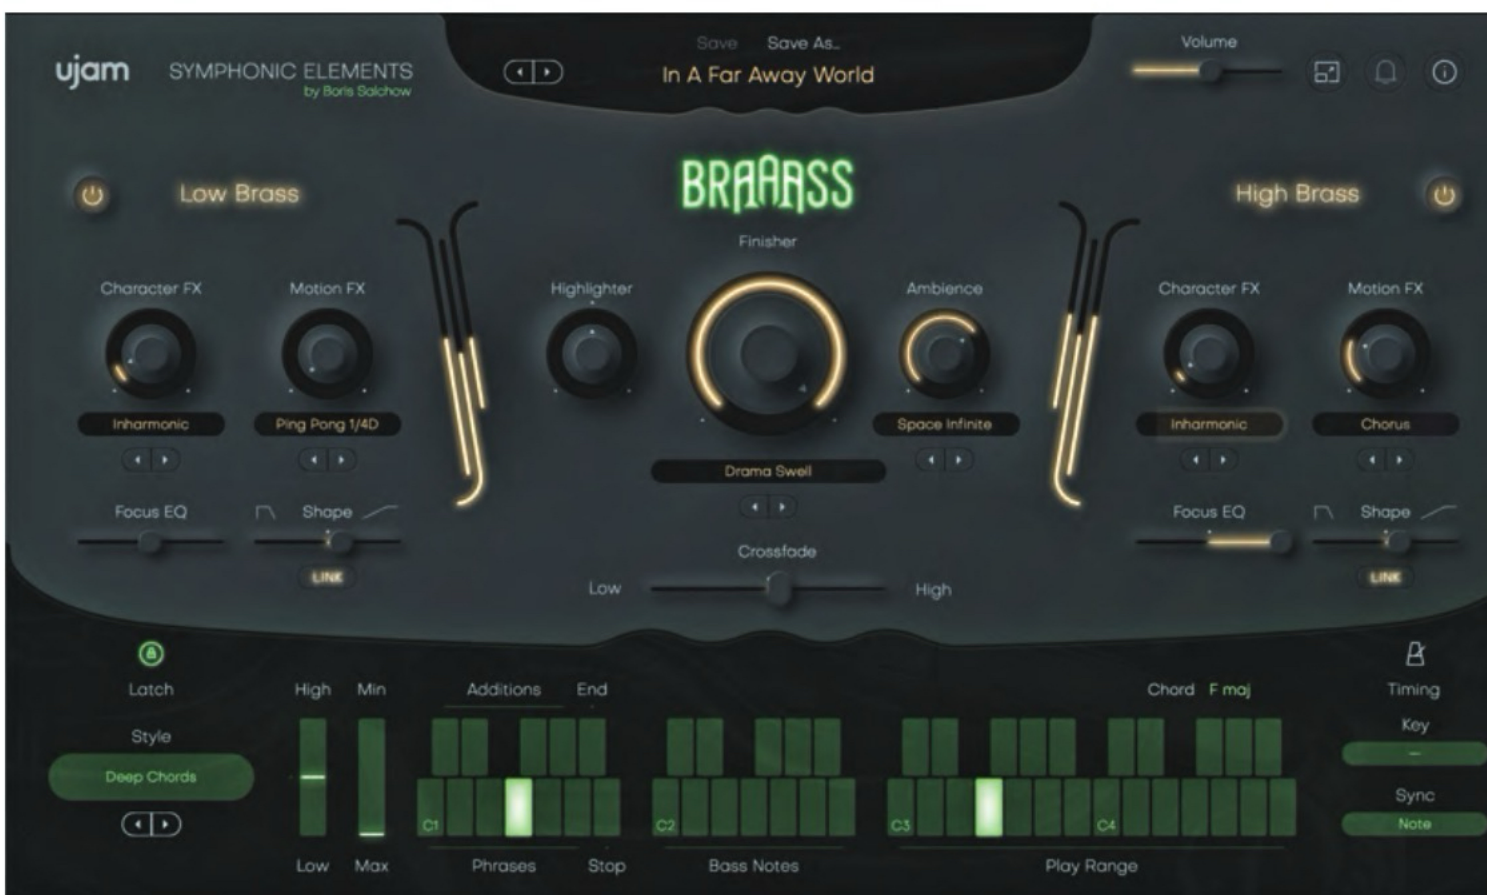 ujam
SYMPHONIC ELEMENTS
by Boris Salchow
Save Save As...
In A Far Away World
Volume
Low Brass
BRAAASS
High Brass
Finisher
Character FX Motion FX
Highlighter
Ambience
Character FX Motion FX
Inharmonic Ping Pong 1/4D
Space Infinite
Inharmonic Chorus
Drama Swell
Focus EQ Shape
Focus EQ Shape
Crossfade
LINK
LINK
Low High
Latch
High Min
Additions End
Chord F maj
Timing
Style
Key
Deep Chords
–
Sync
C1 C2 C3 C4
Note
Low Max
Phrases Stop
Bass Notes
Play Range